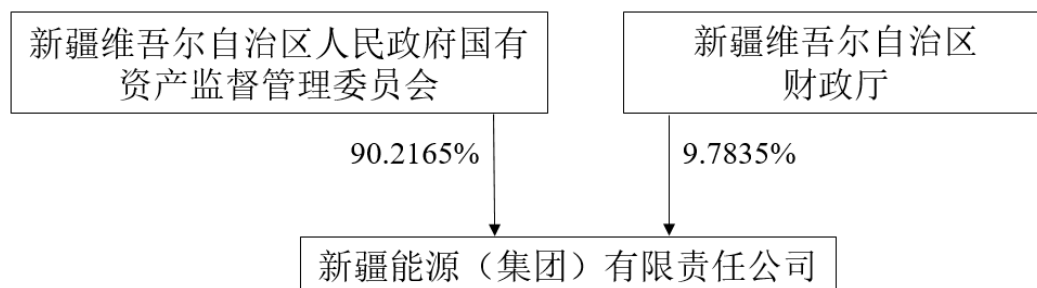 新疆维吾尔自治区人民政府国有
资产监督管理委员会
新疆维吾尔自治区
财政厅
90.2165%
9.7835%
新疆能源（集团）有限责任公司